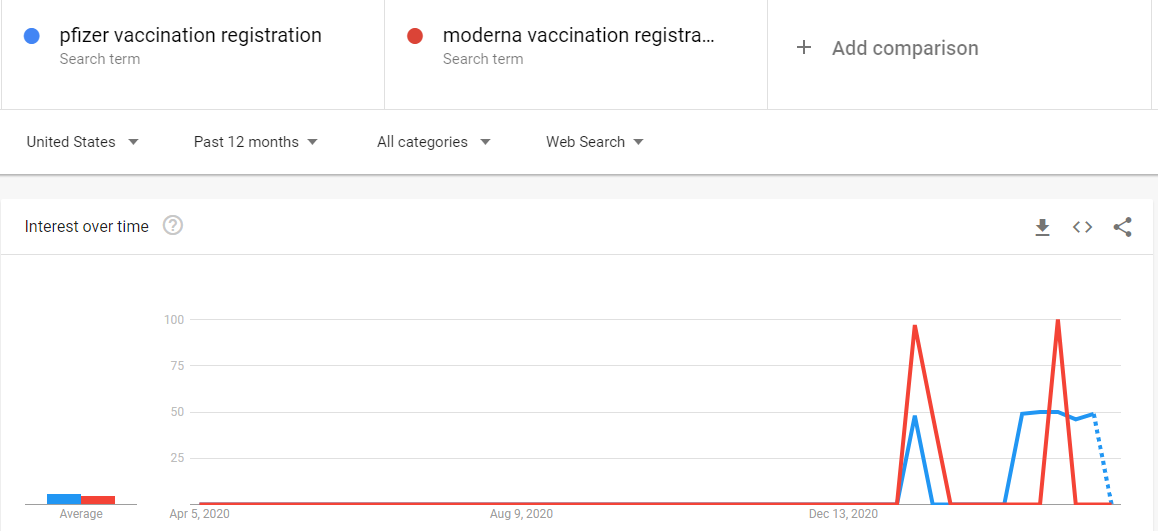 pfizer vaccination registration
Search term
moderna vaccination registra...
Search term
+ Add comparison
United States
Past 12 months
All categories
Web Search
Interest over time
?
100
75
50
25
Average
Apr 5, 2020
Aug 9, 2020
Dec 13, 2020